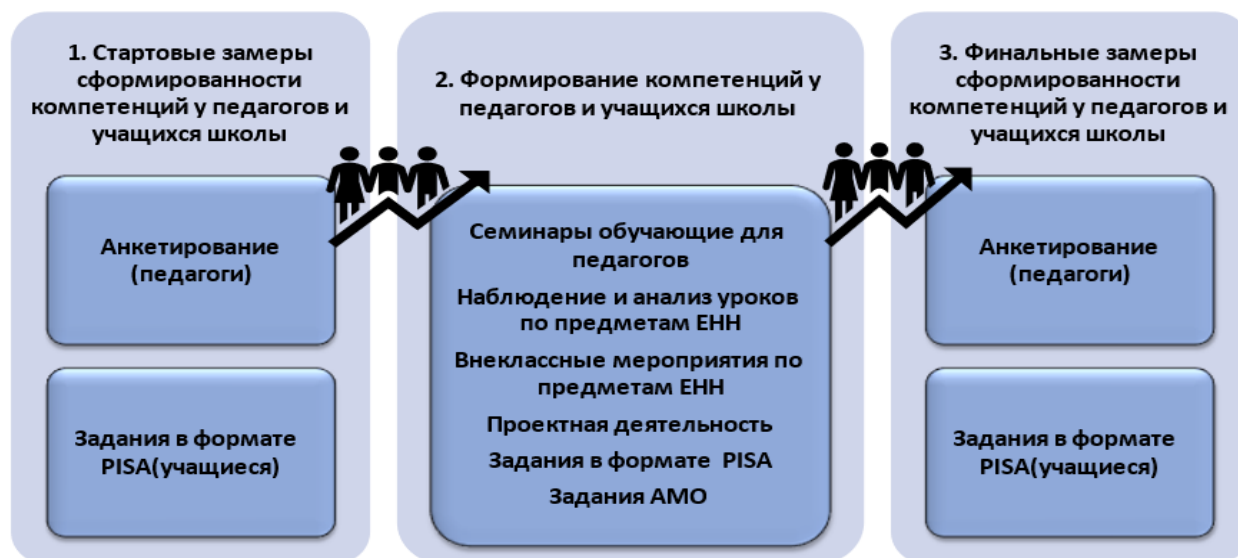 1. Стартовые замеры
сформированности
компетенций у педагогов и
учащихся школы
Анкетирование
(педагоги)
Задания в формате
PISA(учащиеся)
2. Формирование компетенций у
педагогов и учащихся школы
Семинары обучающие для
педагогов
Наблюдение и анализ уроков
по предметам ЕНН
Внеклассные мероприятия по
предметам ЕНН
Проектная деятельность
Задания в формате PISA
Задания АМО
3. Финальные замеры
сформированности
компетенций у педагогов и
учащихся школы
Анкетирование
(педагоги)
Задания в формате
PISA(учащиеся)